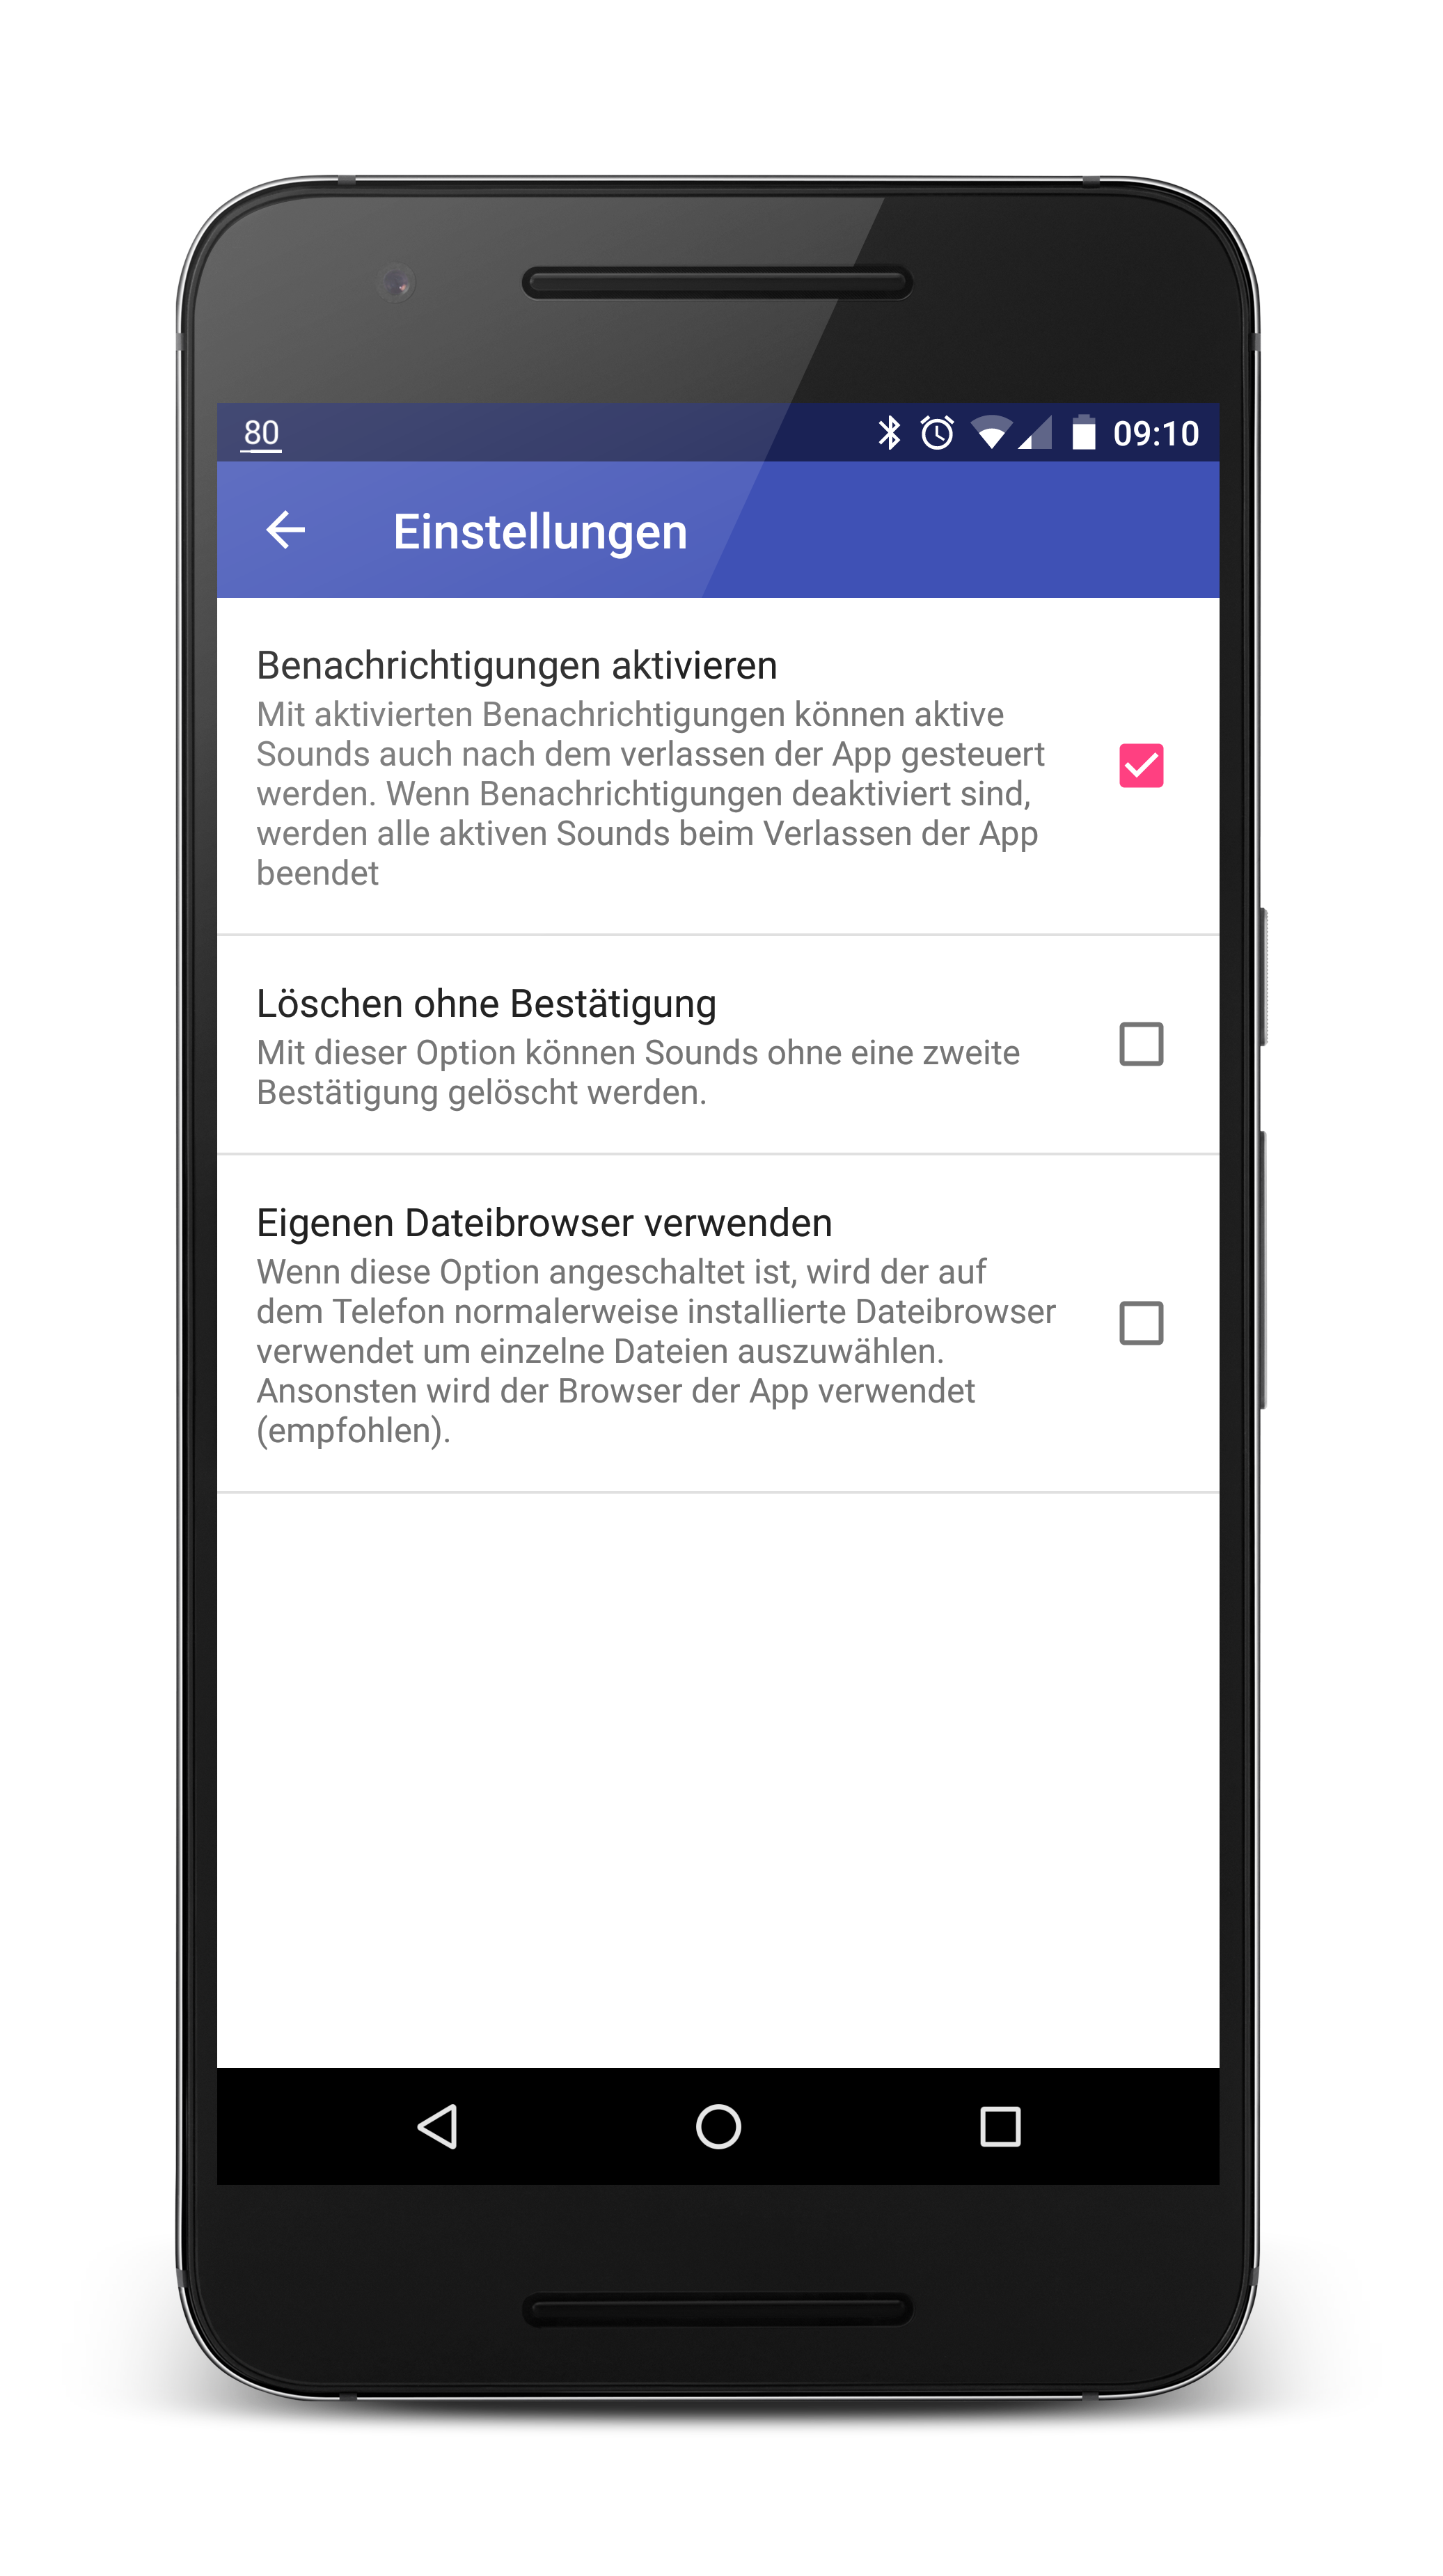 80
09:10
Einstellungen
Benachrichtigungen aktivieren
Mit aktivierten Benachrichtigungen können aktive
Sounds auch nach dem verlassen der App gesteuert
werden. Wenn Benachrichtigungen deaktiviert sind,
werden alle aktiven Sounds beim Verlassen der App
beendet
Löschen ohne Bestätigung
Mit dieser Option können Sounds ohne eine zweite
Bestätigung gelöscht werden.
Eigenen Dateibrowser verwenden
Wenn diese Option angeschaltet ist, wird der auf
dem Telefon normalerweise installierte Dateibrowser
verwendet um einzelne Dateien auszuwählen.
Ansonsten wird der Browser der App verwendet
(empfohlen).